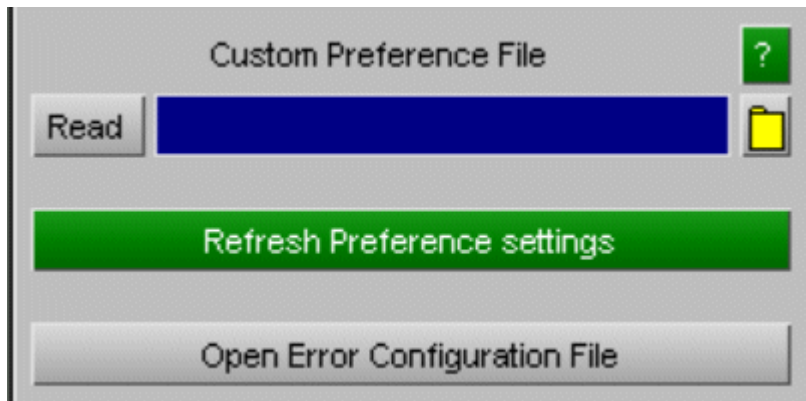 Custom Preference File ?
Read
Refresh Preference settings
Open Error Configuration File